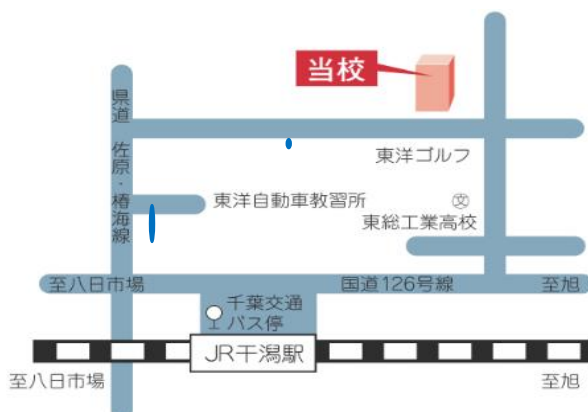 当校
県道 佐原・椿海線
東洋ゴルフ
東洋自動車教習所
文
東総工業高校
至八日市場
国道126号線
至旭
千葉交通
バス停
JR干潟駅
至八日市場
至旭